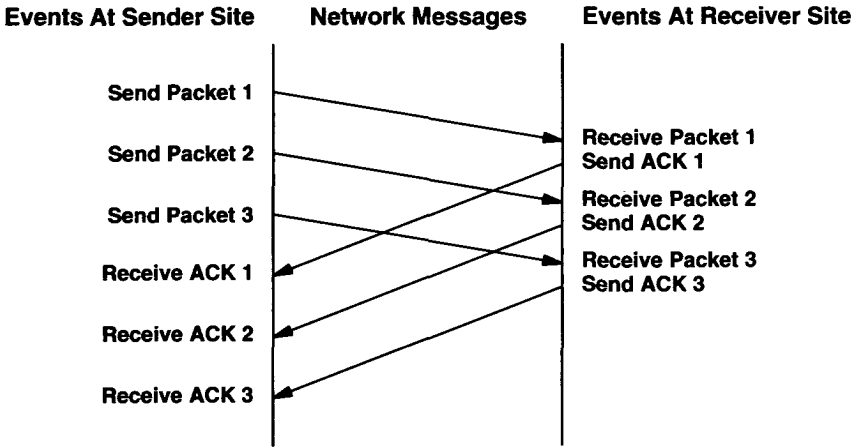 Events At Sender Site
Network Messages
Events At Receiver Site
Send Packet 1
Send Packet 2
Send Packet 3
Receive ACK 1
Receive ACK 2
Receive ACK 3
Receive Packet 1
Send ACK 1
Receive Packet 2
Send ACK 2
Receive Packet 3
Send ACK 3